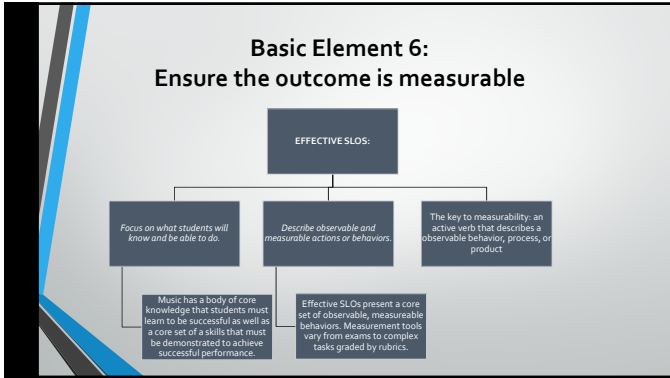 Basic Element 6:
Ensure the outcome is measurable
EFFECTIVE SLOS:
Focus on what students will
know and be able to do.
Describe observable and
measurable actions or behaviors.
The key to measurability: an
active verb that describes a
observable behavior, process, or
product
Music has a body of core
knowledge that students must
learn to be successful as well as
a core set of a skills that must
be demonstrated to achieve
successful performance.
Effective SLOs present a core
set of observable, measureable
behaviors. Measurement tools
vary from exams to complex
tasks graded by rubrics.